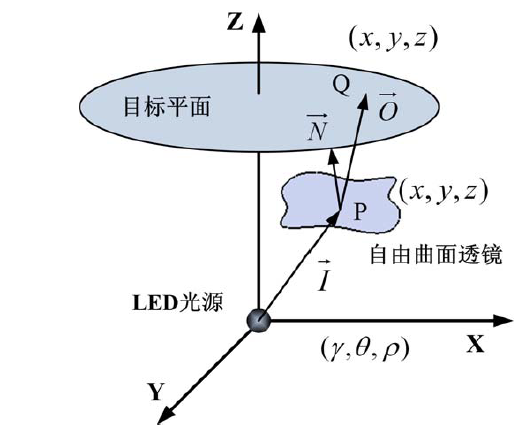 Z
(x, y, z)
Q
目标平面
O
N
(x, y, z)
P
自由曲面透镜
I
LED光源
(γ, θ, ρ)
X
Y